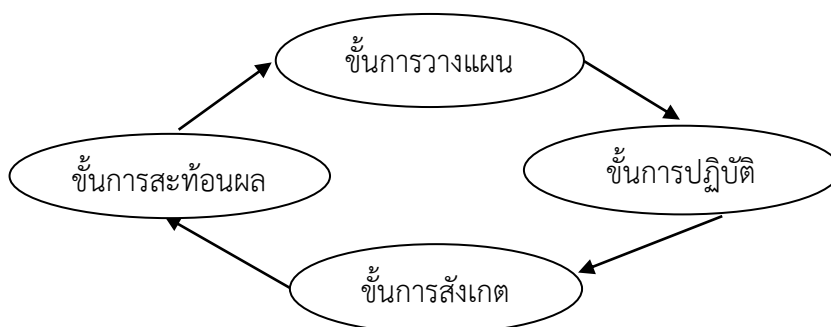 ขั้นการวางแผน
ขั้นการปฏิบัติ
ขั้นการสังเกต
ขั้นการสะท้อนผล